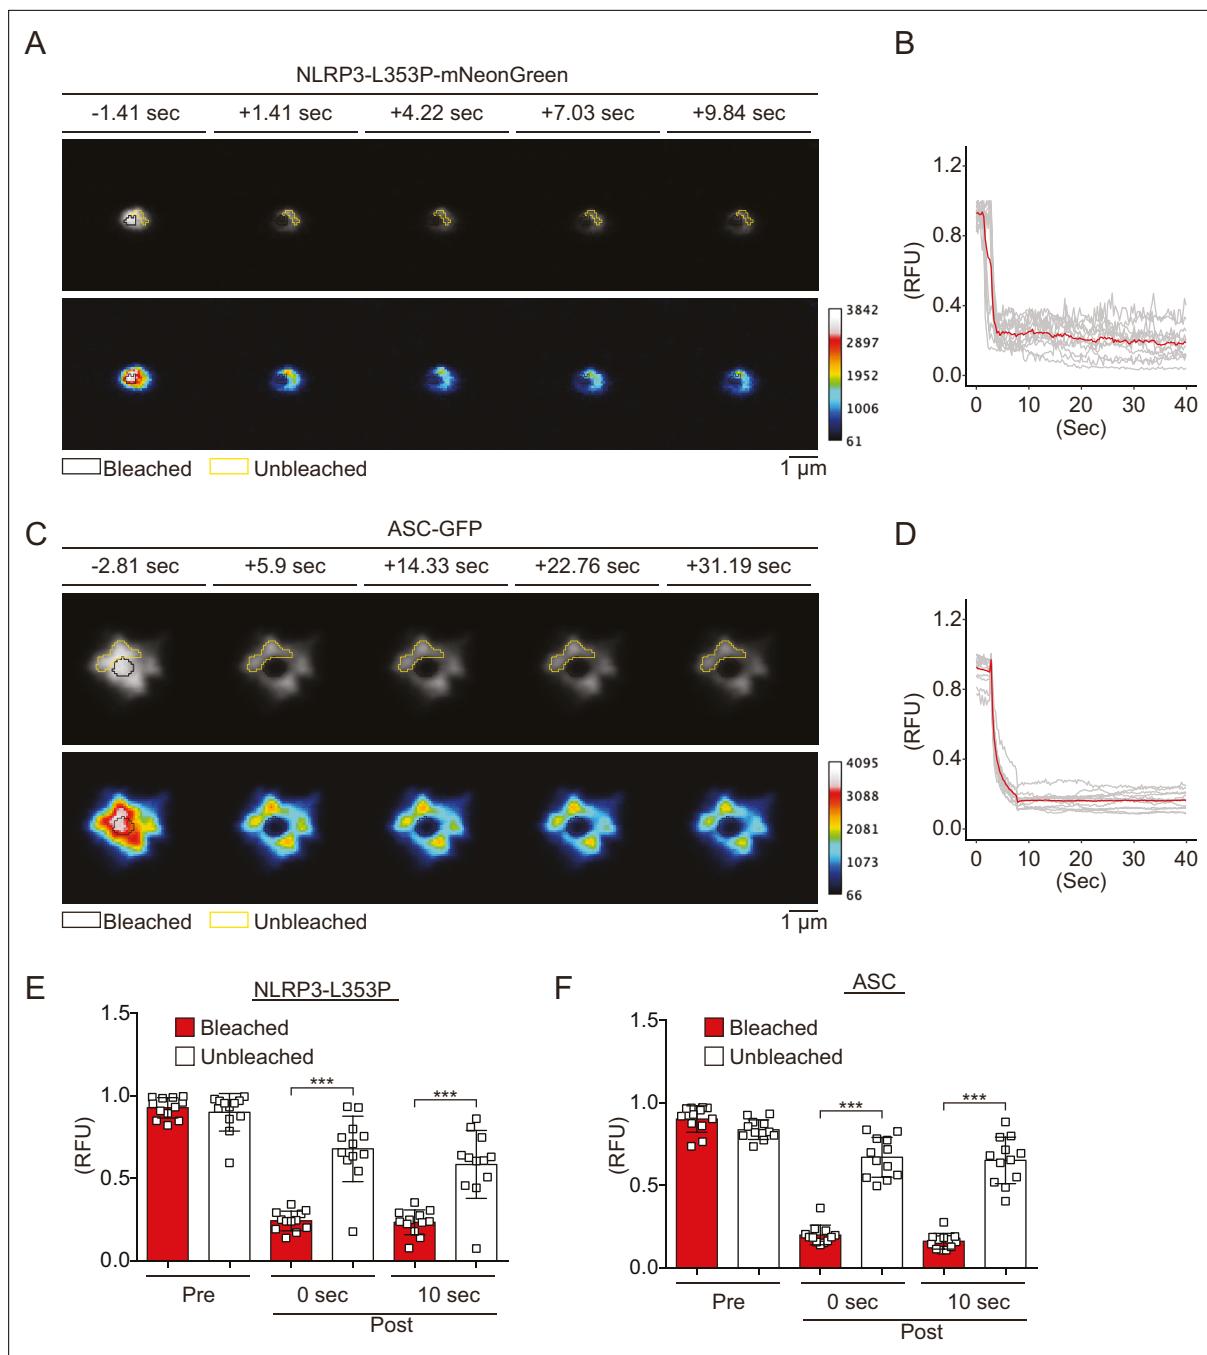 A
NLRP3-L353P-mNeonGreen
-1.41 sec +1.41 sec +4.22 sec +7.03 sec +9.84 sec
3842
2897
1952
1006
61
Bleached Unbleached
1 µm
B
1.2
0.8
0.4
0.0
(RFU)
0 10 20 30 40
(Sec)
C
ASC-GFP
-2.81 sec +5.9 sec +14.33 sec +22.76 sec +31.19 sec
4095
3088
2081
1073
66
Bleached Unbleached
1 µm
D
1.2
0.8
0.4
0.0
(RFU)
0 10 20 30 40
(Sec)
E
NLRP3-L353P
1.5
1.0
0.5
0.0
(RFU)
Bleached
Unbleached
*** ***
Pre 0 sec 10 sec
Post
F
ASC
1.5
1.0
0.5
0.0
(RFU)
Bleached
Unbleached
*** ***
Pre 0 sec 10 sec
Post